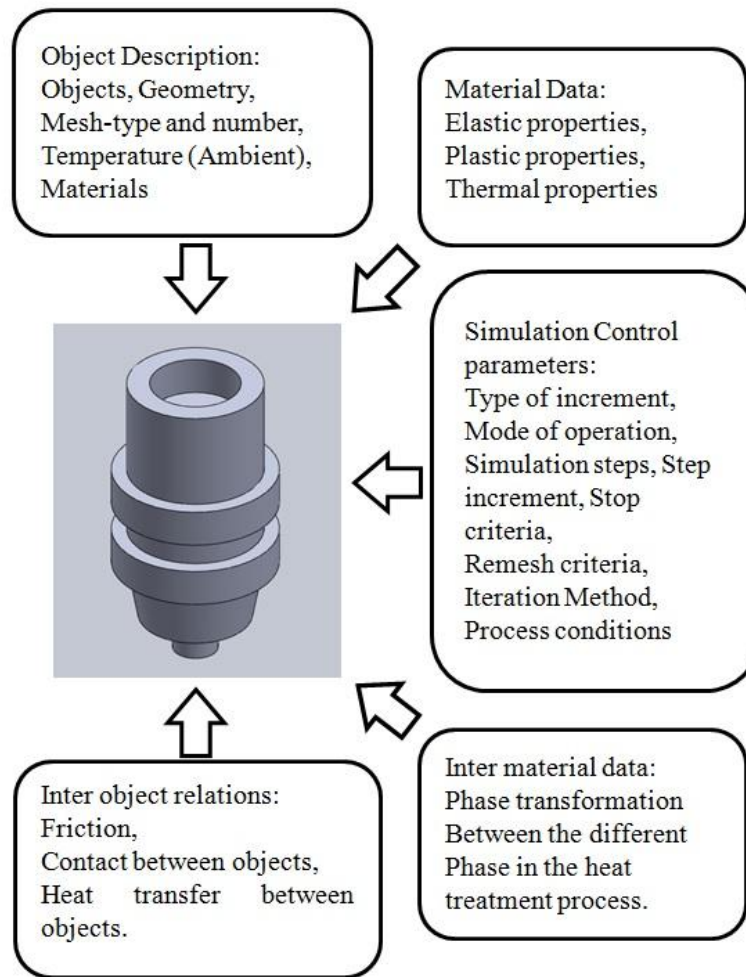 Object Description:
Objects, Geometry,
Mesh-type and number,
Temperature (Ambient),
Materials
Material Data:
Elastic properties,
Plastic properties,
Thermal properties
Simulation Control
parameters:
Type of increment,
Mode of operation,
Simulation steps, Step
increment, Stop
criteria,
Remesh criteria,
Iteration Method,
Process conditions
Inter object relations:
Friction,
Contact between objects,
Heat transfer between
objects.
Inter material data:
Phase transformation
Between the different
Phase in the heat
treatment process.